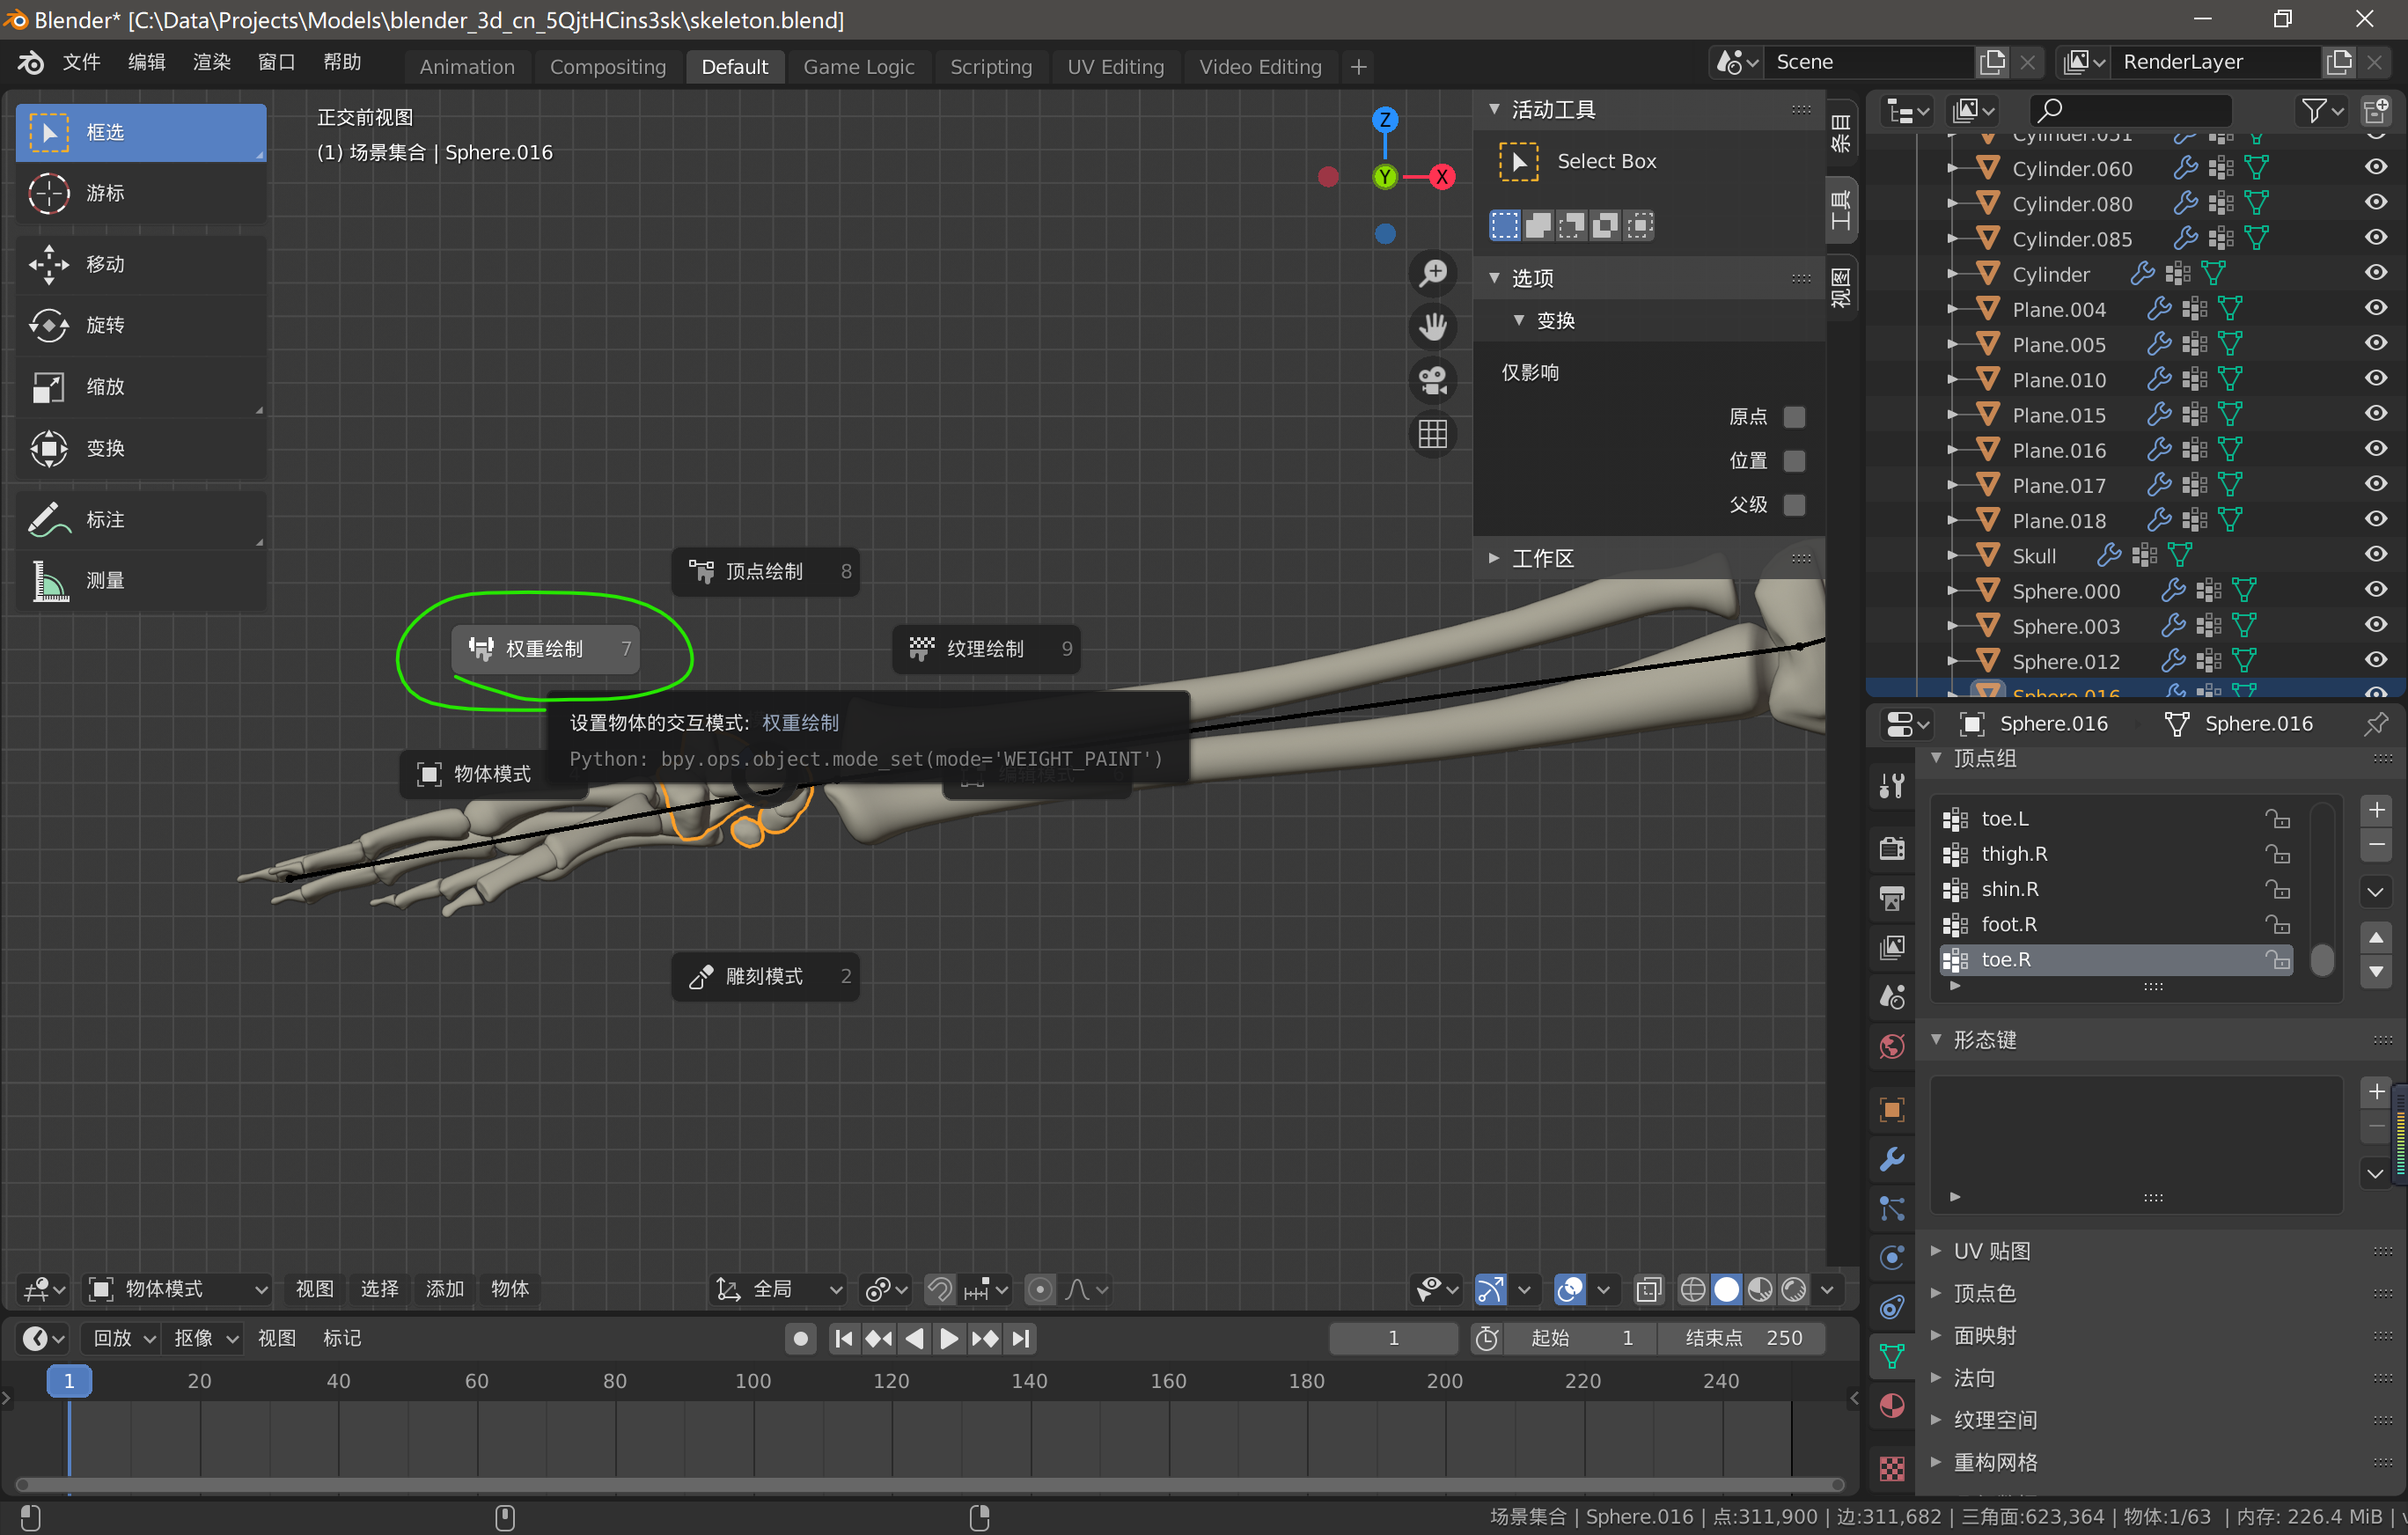 Blender* [C:\Data\Projects\Models\blender_3d_cn_5QjtHCins3sk\skeleton.blend]
文件 编辑 渲染 窗口 帮助 Animation Compositing Default Game Logic Scripting UV Editing Video Editing + Scene RenderLayer
框选
游标
移动
旋转
缩放
变换
标注
测量
正交前视图
(1) 场景集合 | Sphere.016
Z
Y
X
顶点绘制 8
权重绘制 7
纹理绘制 9
设置物体的交互模式: 权重绘制
Python: bpy.ops.object.mode_set(mode='WEIGHT_PAINT')
物体模式
编辑模式
雕刻模式 2
活动工具
Select Box
选项
变换
仅影响
原点
位置
父级
工作区
条目
工具
视图
Cylinder.051
Cylinder.060
Cylinder.080
Cylinder.085
Cylinder
Plane.004
Plane.005
Plane.010
Plane.015
Plane.016
Plane.017
Plane.018
Skull
Sphere.000
Sphere.003
Sphere.012
Sphere.016
Sphere.016 Sphere.016
顶点组
toe.L
thigh.R
shin.R
foot.R
toe.R
形态键
UV 贴图
顶点色
面映射
法向
纹理空间
重构网格
物体模式 视图 选择 添加 物体 全局
回放 抠像 视图 标记 1 起始 1 结束点 250
1 20 40 60 80 100 120 140 160 180 200 220 240
场景集合 | Sphere.016 | 点:311,900 | 边:311,682 | 三角面:623,364 | 物体:1/63 | 内存: 226.4 MiB |